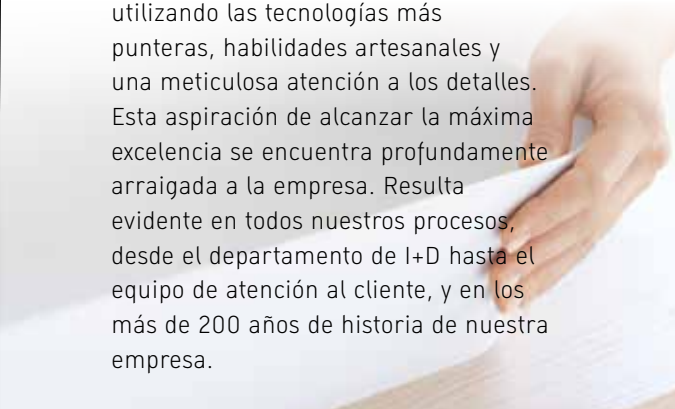 utilizando las tecnologías más
punteras, habilidades artesanales y
una meticulosa atención a los detalles.
Esta aspiración de alcanzar la máxima
excelencia se encuentra profundamente
arraigada a la empresa. Resulta
evidente en todos nuestros procesos,
desde el departamento de I+D hasta el
equipo de atención al cliente, y en los
más de 200 años de historia de nuestra
empresa.